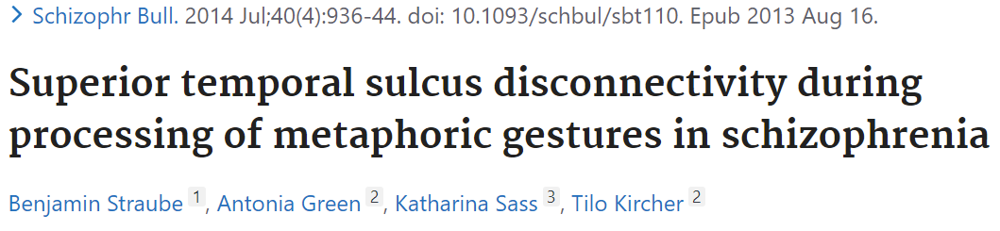 > Schizophr Bull. 2014 Jul;40(4):936-44. doi: 10.1093/schbul/sbt110. Epub 2013 Aug 16.
Superior temporal sulcus disconnectivity during
processing of metaphoric gestures in schizophrenia
Benjamin Straube 1, Antonia Green 2, Katharina Sass 3, Tilo Kircher 2